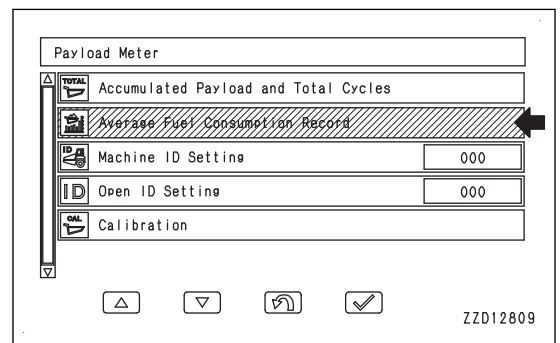 Payload Meter
TOTAL
Accumulated Payload and Total Cycles
Average Fuel Consumption Record
ID
Machine ID Setting
000
ID
Open ID Setting
000
CAL
Calibration
ZZD12809